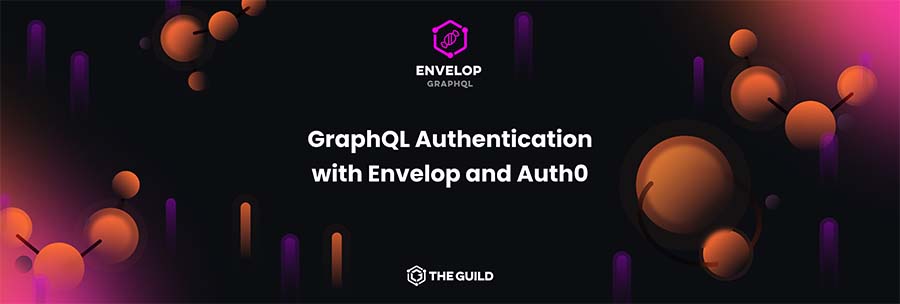 ENVELOP
GRAPHQL
GraphQL Authentication
with Envelop and Auth0
THE GUILD